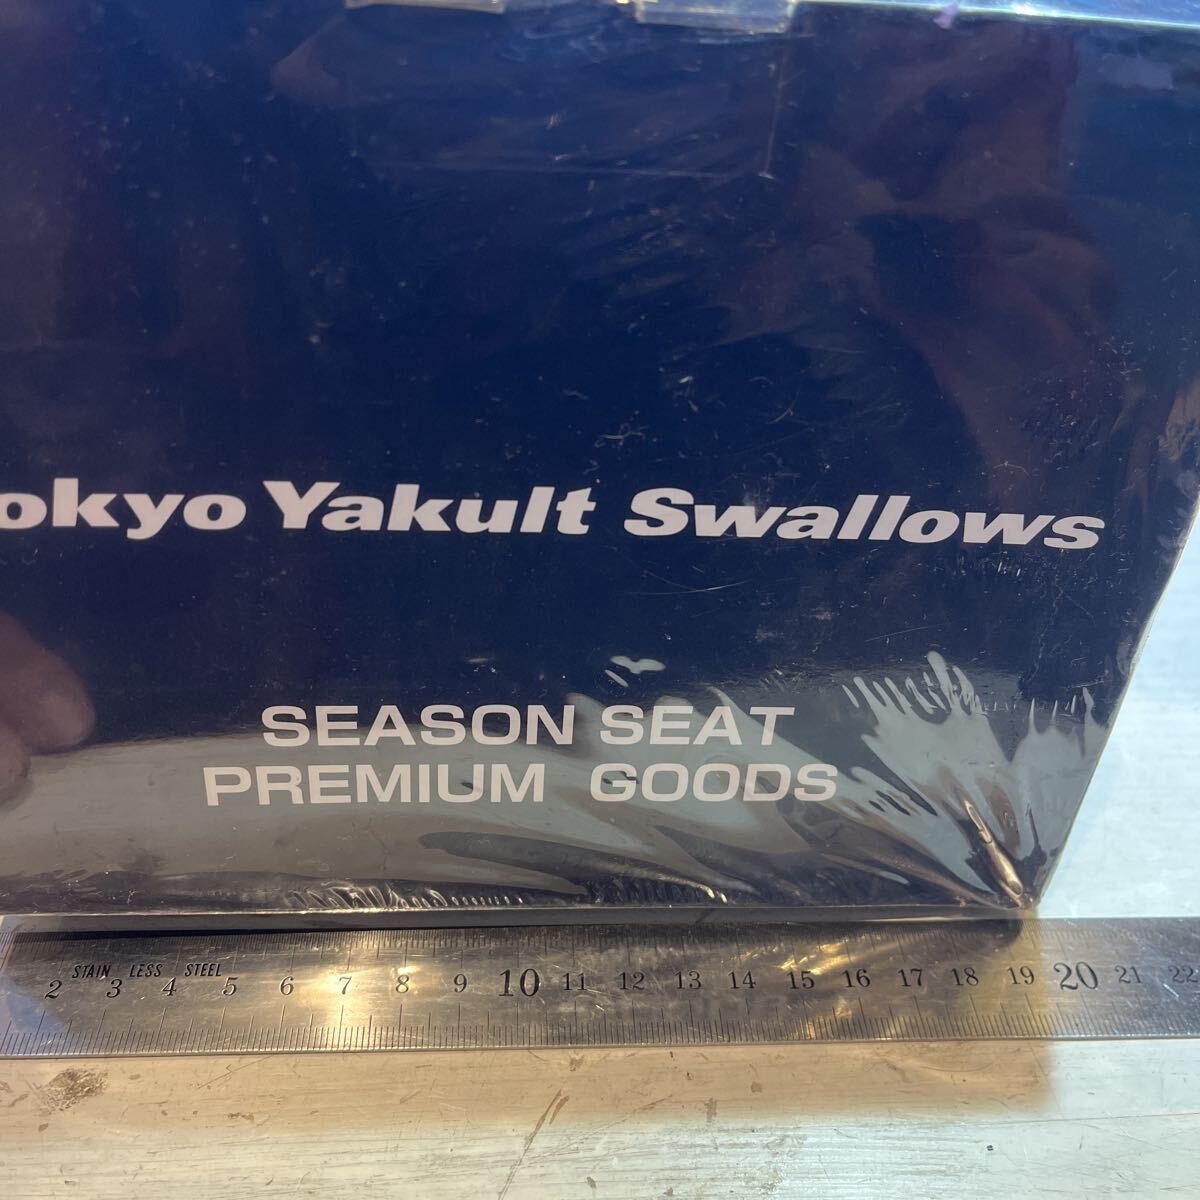 okyo Yakult Swallows
SEASON SEAT
PREMIUM GOODS
STAIN LESS STEEL
2 3 4 5 6 7 8 9 10 11 12 13 14 15 16 17 18 19 20 21 22